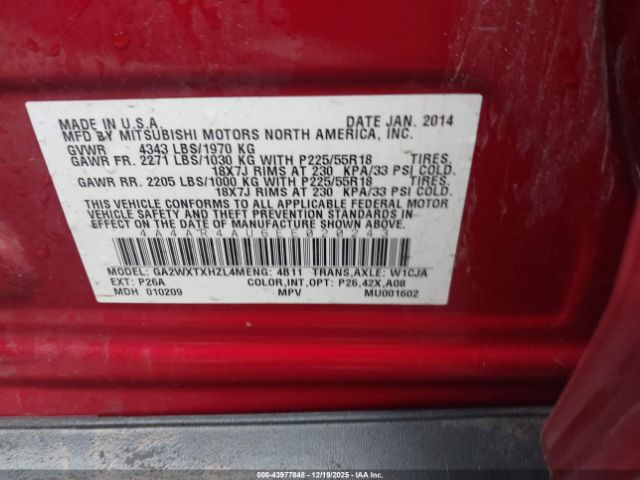 MADE IN U.S.A. DATE JAN. 2014
MFD BY MITSUBISHI MOTORS NORTH AMERICA, INC.
GVWR 4343 LBS/1970 KG
GAWR FR. 2271 LBS/1030 KG WITH P225/55R18 TIRES.
18X7J RIMS AT 230 KPA/33 PSI COLD.
GAWR RR. 2205 LBS/1000 KG WITH P225/55R18 TIRES.
18X7J RIMS AT 230 KPA/33 PSI COLD.
THIS VEHICLE CONFORMS TO ALL APPLICABLE FEDERAL MOTOR
VEHICLE SAFETY AND THEFT PREVENTION STANDARDS IN
EFFECT ON THE DATE OF MANUFACTURE SHOWN ABOVE.
4A4AR4AU6EE020243
MODEL: GA2WXTXHZL4MENG: 4B11 TRANS,AXLE: W1CJA
EXT: P26A COLOR,INT,OPT: P26,42X,A08
MDH 010209 MPV MU001602
IAA 43977848 | 12/19/2025 | IAAI.COM